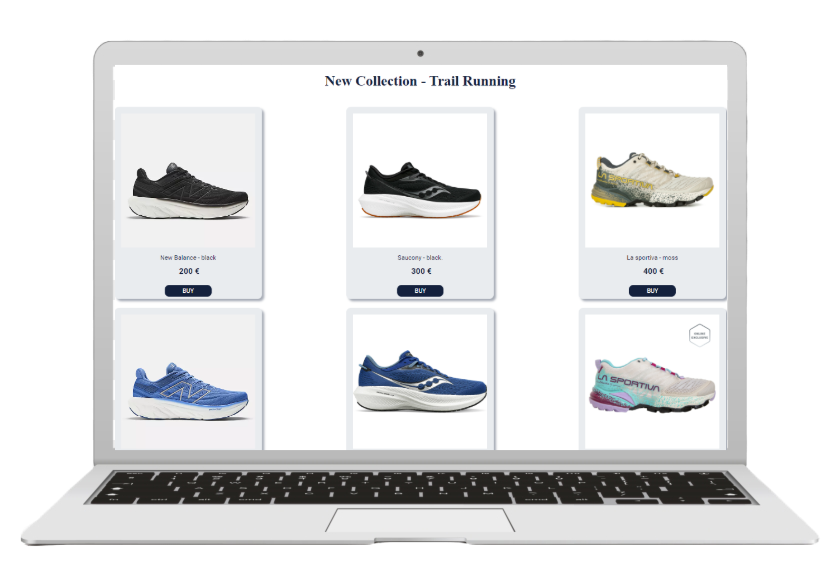 New Collection - Trail Running
New Balance - black
Saucony - black
La sportiva - moss
200 €
300 €
400 €
BUY
BUY
BUY
LA SPORTIVA